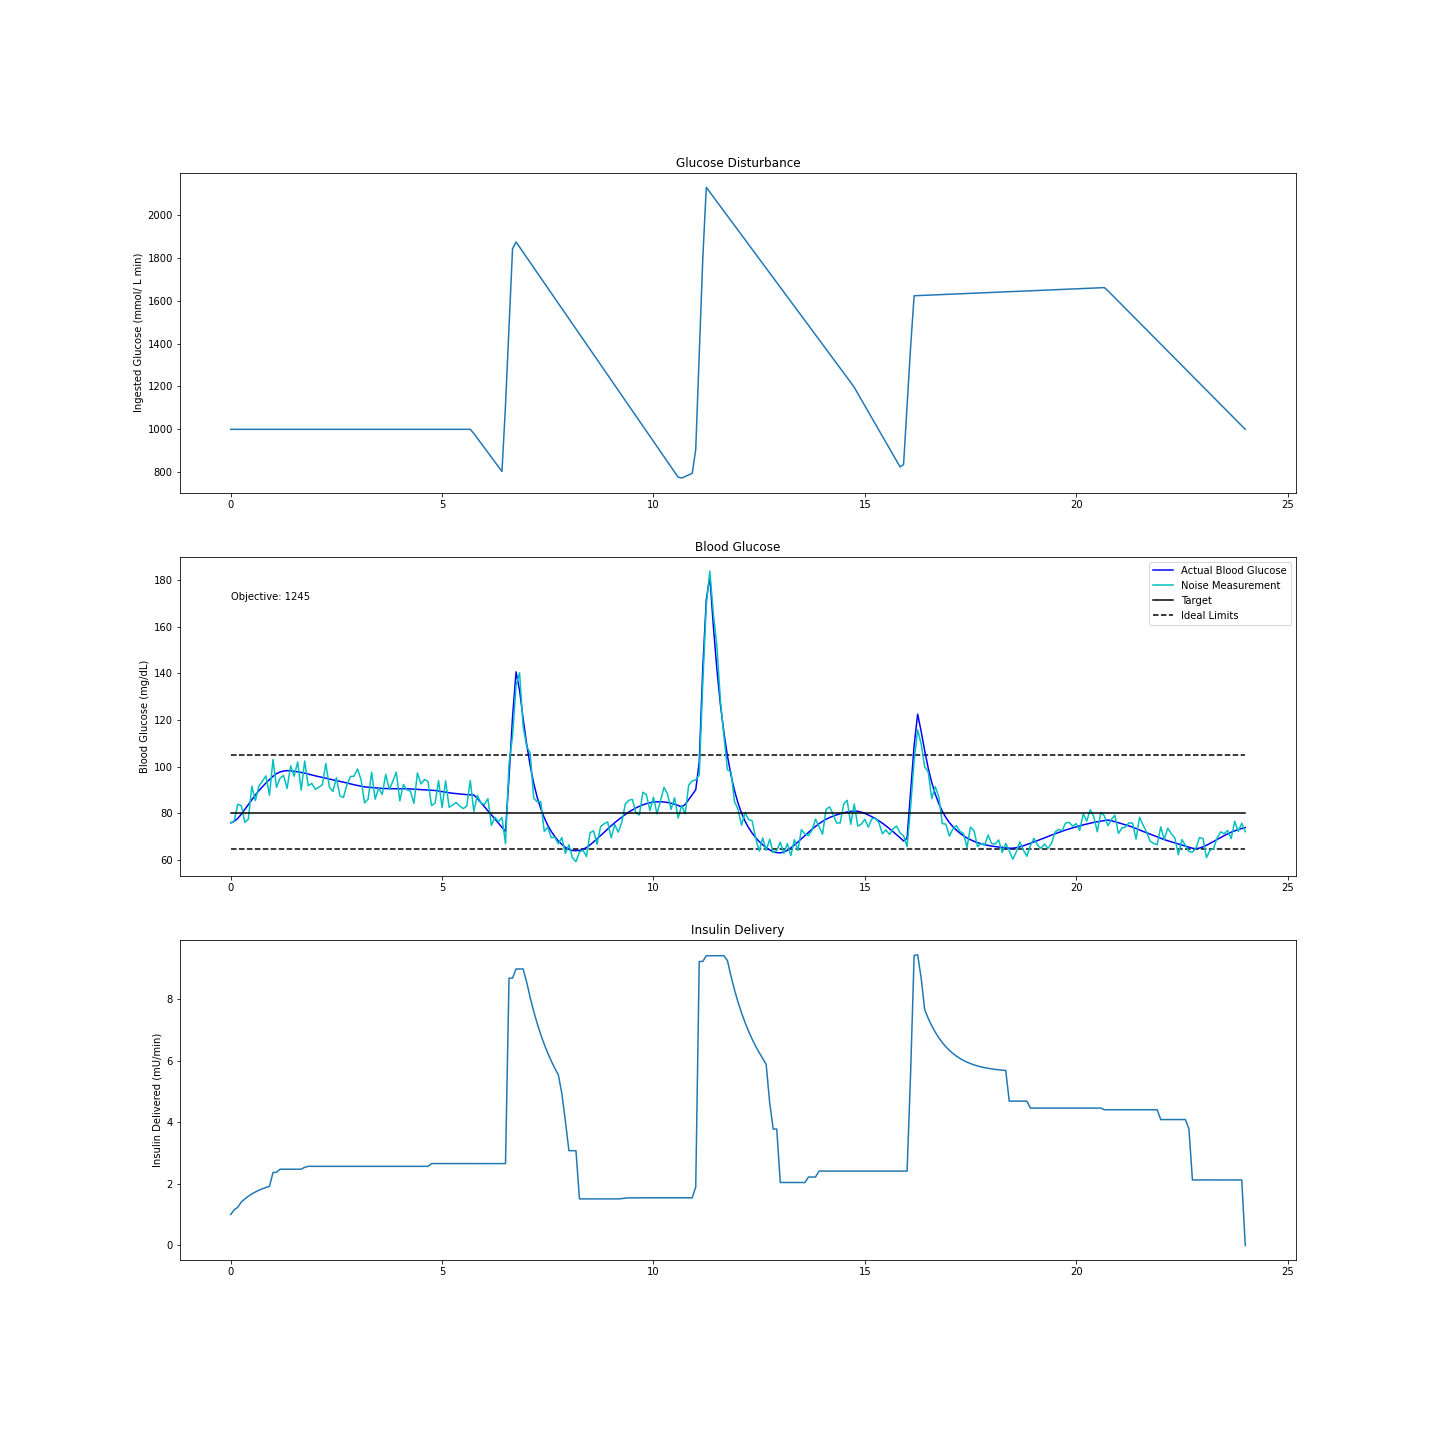 Glucose Disturbance
Ingested Glucose (mmol/ L min)
2000
1800
1600
1400
1200
1000
800
0 5 10 15 20 25
Blood Glucose
Blood Glucose (mg/dL)
180
160
140
120
100
80
60
Objective: 1245
Actual Blood Glucose
Noise Measurement
Target
Ideal Limits
0 5 10 15 20 25
Insulin Delivery
Insulin Delivered (mU/min)
8
6
4
2
0
0 5 10 15 20 25